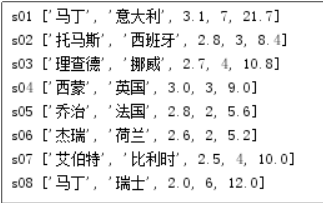 s01 ['马丁', '意大利', 3.1, 7, 21.7]
s02 ['托马斯', '西班牙', 2.8, 3, 8.4]
s03 ['理查德', '挪威', 2.7, 4, 10.8]
s04 ['西蒙', '英国', 3.0, 3, 9.0]
s05 ['乔治', '法国', 2.8, 2, 5.6]
s06 ['杰瑞', '荷兰', 2.6, 2, 5.2]
s07 ['艾伯特', '比利时', 2.5, 4, 10.0]
s08 ['马丁', '瑞士', 2.0, 6, 12.0]